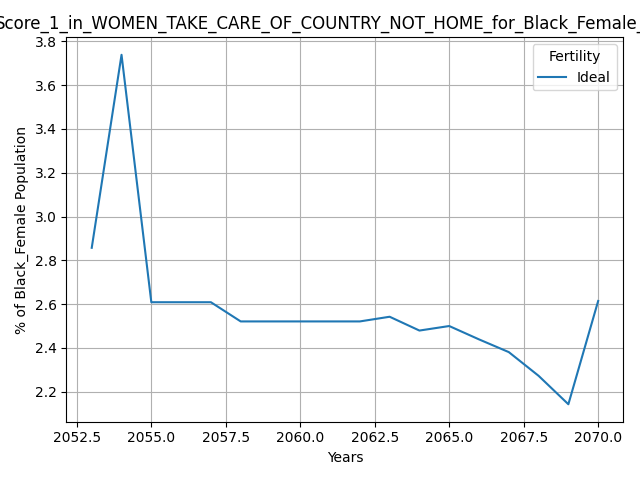 Score_1_in_WOMEN_TAKE_CARE_OF_COUNTRY_NOT_HOME_for_Black_Female_
Fertility
Ideal
% of Black_Female Population
3.8
3.6
3.4
3.2
3.0
2.8
2.6
2.4
2.2
2052.5 2055.0 2057.5 2060.0 2062.5 2065.0 2067.5 2070.0
Years